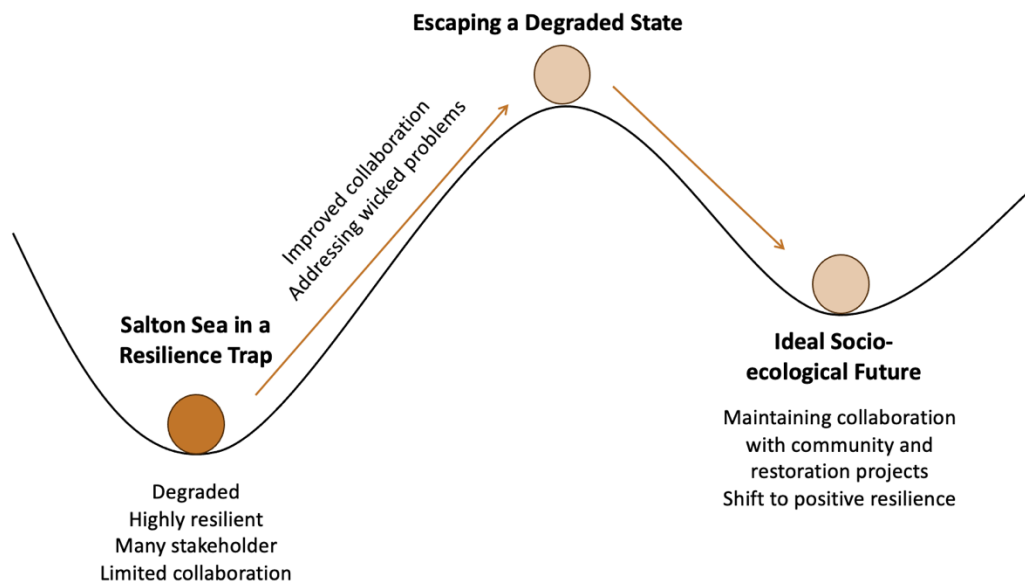 Escaping a Degraded State
Improved collaboration
Addressing wicked problems
Salton Sea in a
Resilience Trap
Degraded
Highly resilient
Many stakeholder
Limited collaboration
Ideal Socio-
ecological Future
Maintaining collaboration
with community and
restoration projects
Shift to positive resilience